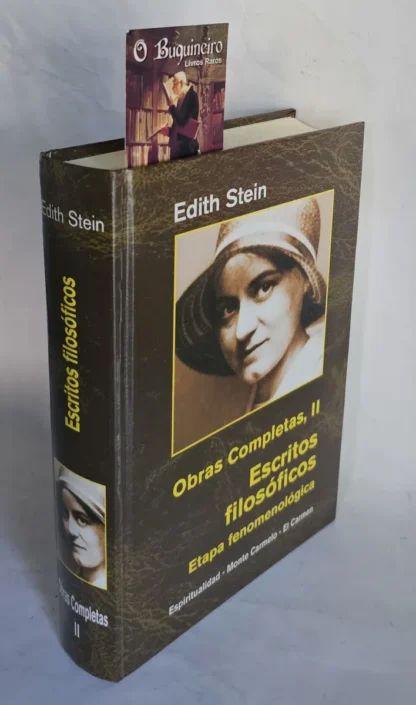 O Buquineiro
Livros Raros
Edith Stein
Escritos filosóficos
Obras Completas
II
Edith Stein
Obras Completas, II
Escritos
filosóficos
Etapa fenomenológica
Espiritualidad - Monte Carmelo - El Carmen